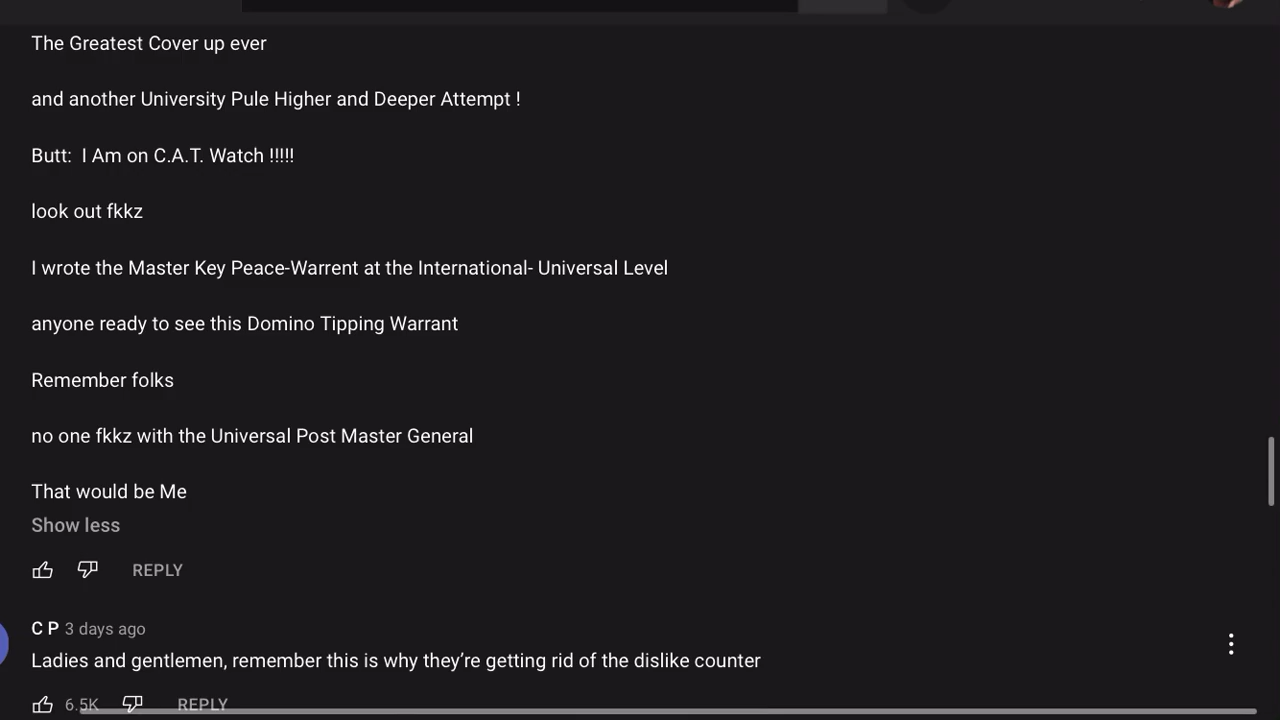 The Greatest Cover up ever
and another University Pule Higher and Deeper Attempt !
Butt:  I Am on C.A.T. Watch !!!!!
look out fkkz
I wrote the Master Key Peace-Warrent at the International- Universal Level
anyone ready to see this Domino Tipping Warrant
Remember folks
no one fkkz with the Universal Post Master General
That would be Me
Show less
REPLY
C P 3 days ago
Ladies and gentlemen, remember this is why they’re getting rid of the dislike counter
6.5K REPLY